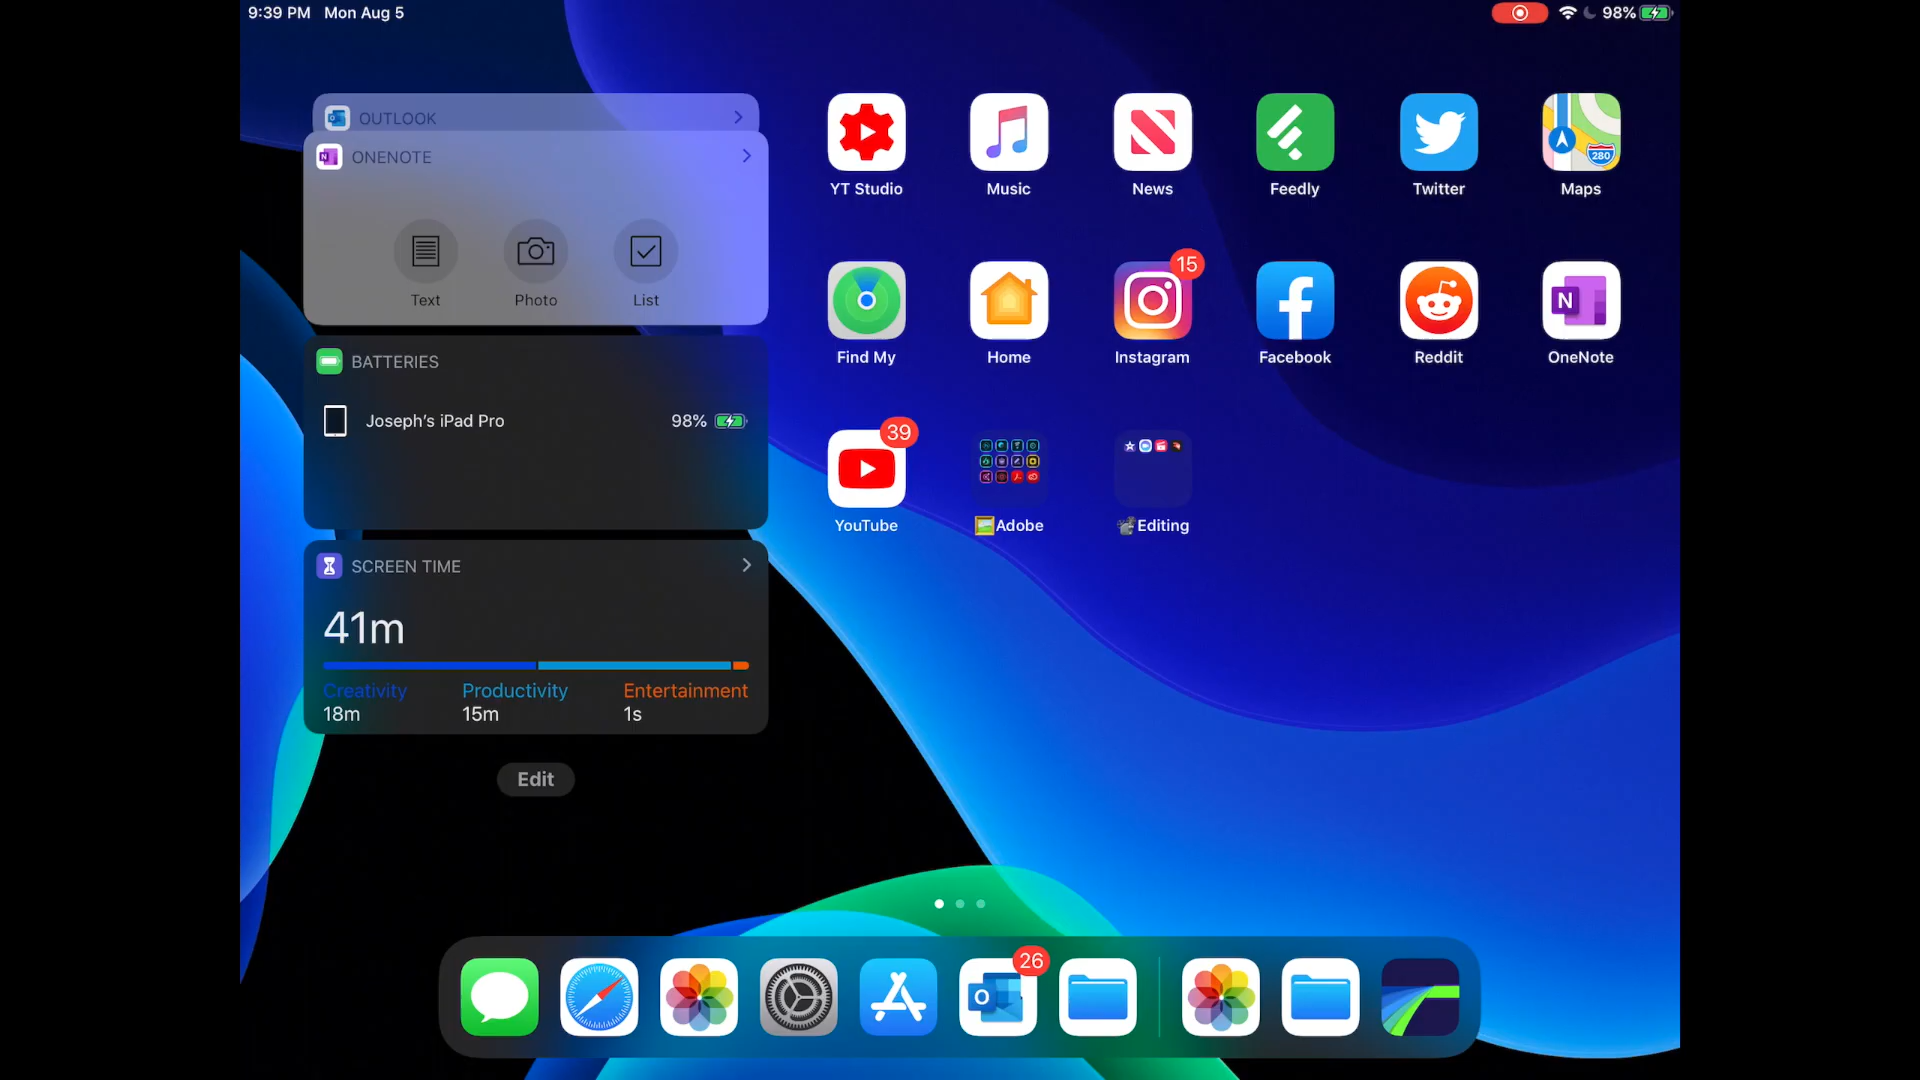 9:39 PM Mon Aug 5
98%
OUTLOOK
ONENOTE
Text Photo List
BATTERIES
Joseph's iPad Pro 98%
SCREEN TIME
41m
Creativity Productivity Entertainment
18m 15m 1s
Edit
YT Studio Music News Feedly Twitter Maps
280
15
Find My Home Instagram Facebook Reddit OneNote
N
39
YouTube Adobe Editing
26
O